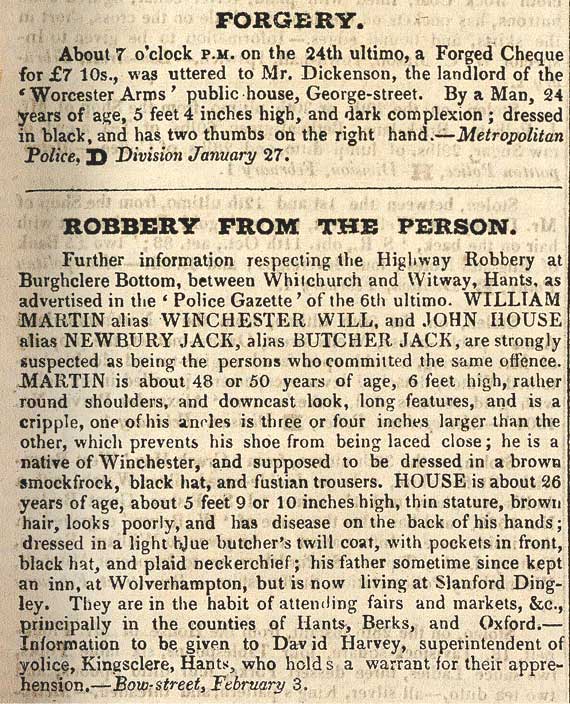 FORGERY.
About 7 o'clock P.M. on the 24th ultimo, a Forged Cheque
for £7 10s., was uttered to Mr. Dickenson, the landlord of the
‘Worcester Arms’ public house, George-street. By a Man, 24
years of age, 5 feet 4 inches high, and dark complexion; dressed
in black, and has two thumbs on the right hand.—Metropolitan
Police, D Division January 27.
ROBBERY FROM THE PERSON.
Further information respecting the Highway Robbery at
Burghclere Bottom, between Whitchurch and Witway, Hants, as
advertised in the ‘Police Gazette’ of the 6th ultimo. WILLIAM
MARTIN alias WINCHESTER WILL, and JOHN HOUSE
alias NEWBURY JACK, alias BUTCHER JACK, are strongly
suspected as being the persons who committed the same offence.
MARTIN is about 48 or 50 years of age, 6 feet high, rather
round shoulders, and downcast look, long features, and is a
cripple, one of his ancles is three or four inches larger than the
other, which prevents his shoe from being laced close; he is a
native of Winchester, and supposed to be dressed in a brown
smockfrock, black hat, and fustian trousers. HOUSE is about 26
years of age, about 5 feet 9 or 10 inches high, thin stature, brown
hair, looks poorly, and has disease on the back of his hands;
dressed in a light blue butcher's twill coat, with pockets in front,
black hat, and plaid neckerchief; his father sometime since kept
an inn, at Wolverhampton, but is now living at Slanford Ding-
ley. They are in the habit of attending fairs and markets, &c.,
principally in the counties of Hants, Berks, and Oxford.—
Information to be given to David Harvey, superintendent of
yolice, Kingsclere, Hants, who holds a warrant for their appre-
hension.—Bow-street, February 3.